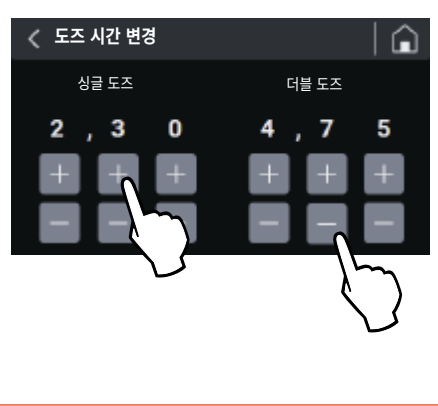 도즈 시간 변경
싱글 도즈 더블 도즈
2 , 3 0 4 , 7 5
+ + + + + +
− − − − −